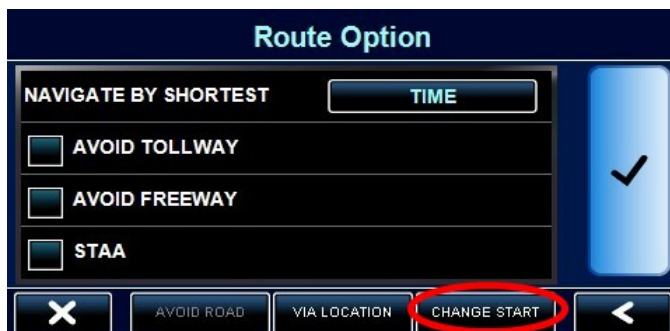 Route Option
NAVIGATE BY SHORTEST TIME
AVOID TOLLWAY
AVOID FREEWAY
STAA
AVOID ROAD VIA LOCATION CHANGE START